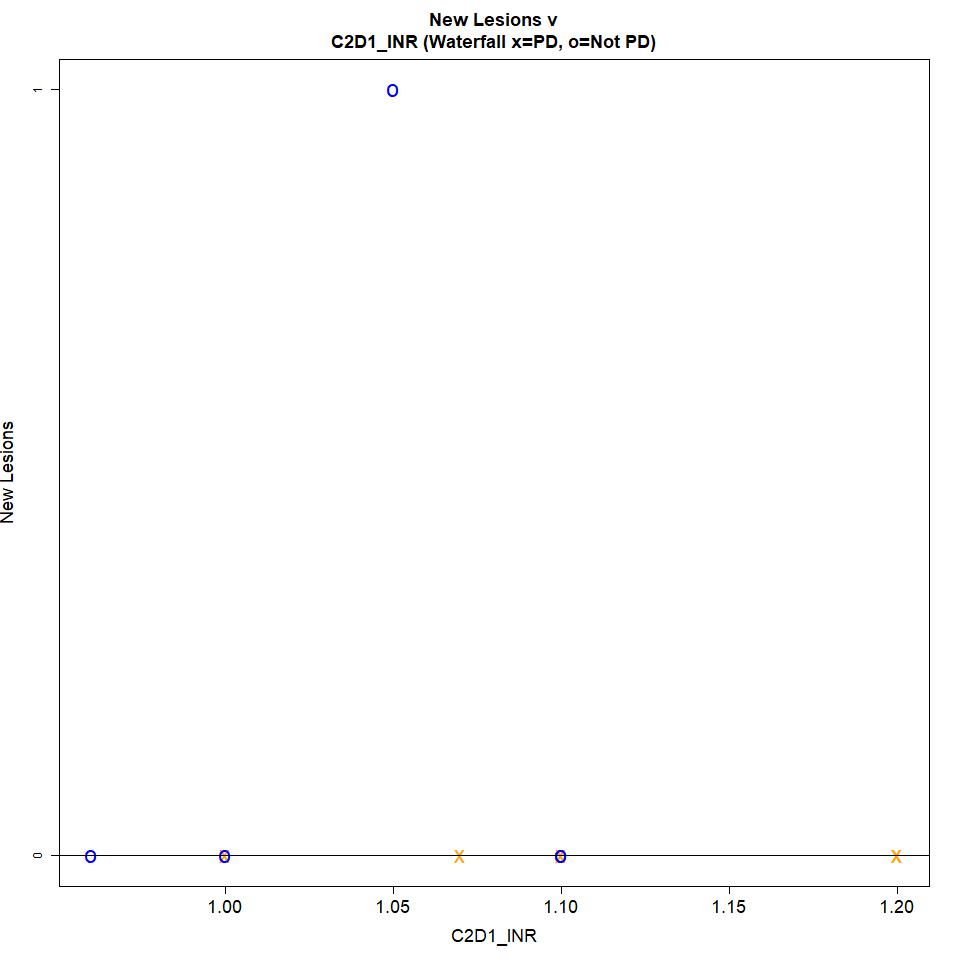 New Lesions v
C2D1_INR (Waterfall x=PD, o=Not PD)
1
o
New Lesions
0
o
o
x
o
x
1.00
1.05
1.10
1.15
1.20
C2D1_INR